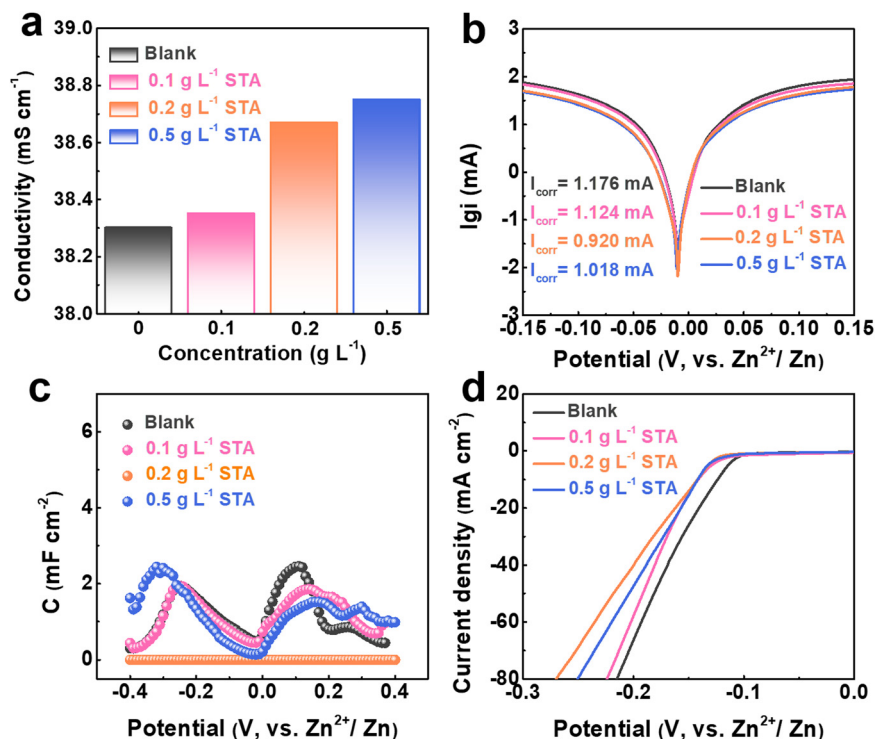 a
39.0
38.8
38.6
38.4
38.2
38.0
Conductivity (mS cm⁻¹)
Blank
0.1 g L⁻¹ STA
0.2 g L⁻¹ STA
0.5 g L⁻¹ STA
0 0.1 0.2 0.5
Concentration (g L⁻¹)
b
3
2
1
0
-1
-2
-3
lgi (mA)
I_corr= 1.176 mA
I_corr= 1.124 mA
I_corr= 0.920 mA
I_corr= 1.018 mA
Blank
0.1 g L⁻¹ STA
0.2 g L⁻¹ STA
0.5 g L⁻¹ STA
-0.15 -0.10 -0.05 0.00 0.05 0.10 0.15
Potential (V, vs. Zn²⁺/ Zn)
c
6
4
2
0
C (mF cm⁻²)
Blank
0.1 g L⁻¹ STA
0.2 g L⁻¹ STA
0.5 g L⁻¹ STA
-0.4 -0.2 0.0 0.2 0.4
Potential (V, vs. Zn²⁺/ Zn)
d
20
0
-20
-40
-60
-80
Current density (mA cm⁻²)
Blank
0.1 g L⁻¹ STA
0.2 g L⁻¹ STA
0.5 g L⁻¹ STA
-0.3 -0.2 -0.1 0.0
Potential (V, vs. Zn²⁺/ Zn)